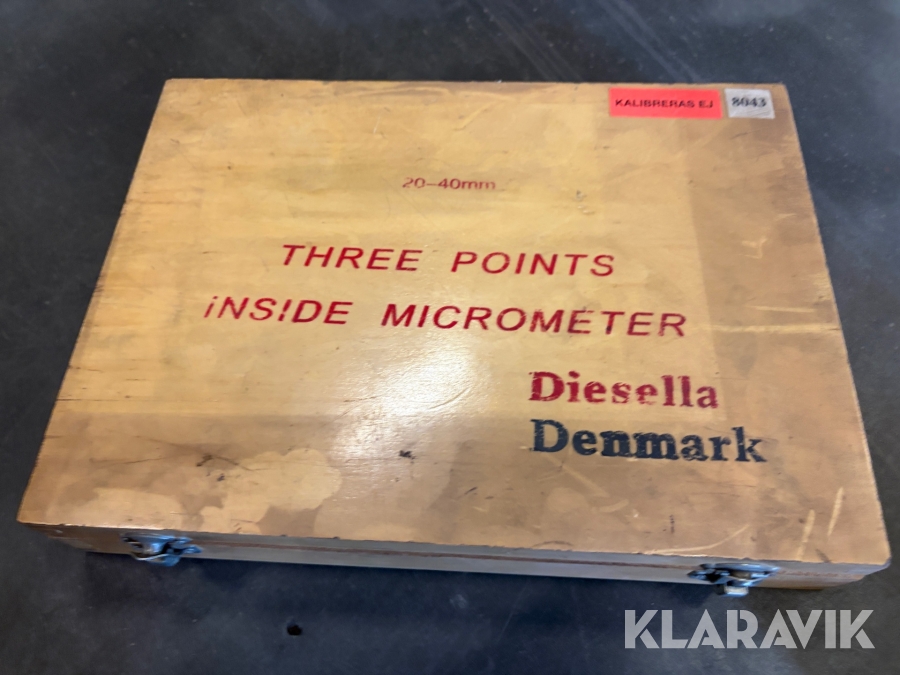 KALIBRERAS EJ 8043
20-40mm
THREE POINTS
iNSIDE MICROMETER
Diesella
Denmark
KLARAVIK